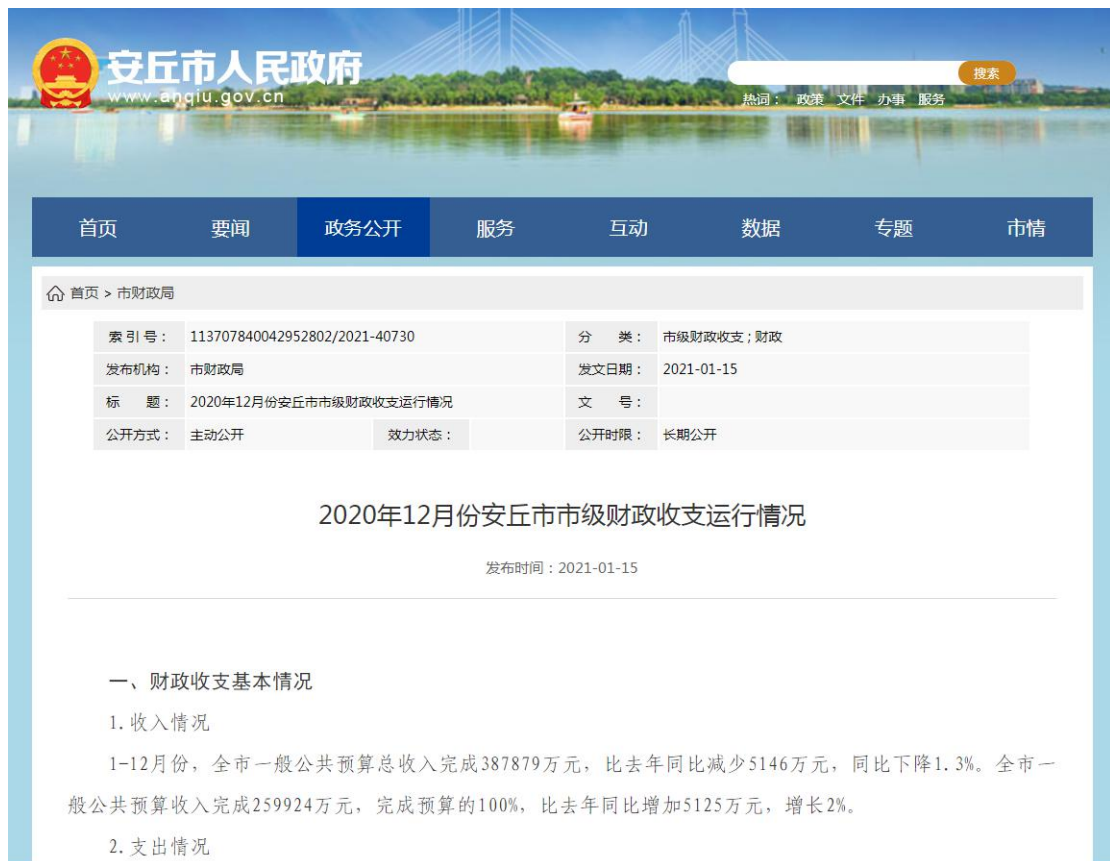 安丘市人民政府
www.anqiu.gov.cn
搜索
热词： 政策 文件 办事 服务
首页 要闻 政务公开 服务 互动 数据 专题 市情
首页 > 市财政局
索 引 号： 113707840042952802/2021-40730 分 类： 市级财政收支 ; 财政
发布机构： 市财政局 发文日期： 2021-01-15
标 题： 2020年12月份安丘市市级财政收支运行情况 文 号：
公开方式： 主动公开 效力状态： 公开时限： 长期公开
2020年12月份安丘市市级财政收支运行情况
发布时间：2021-01-15
一、财政收支基本情况
1.收入情况
1-12月份，全市一般公共预算总收入完成387879万元，比去年同比减少5146万元，同比下降1.3%。全市一
般公共预算收入完成259924万元，完成预算的100%，比去年同比增加5125万元，增长2%。
2.支出情况